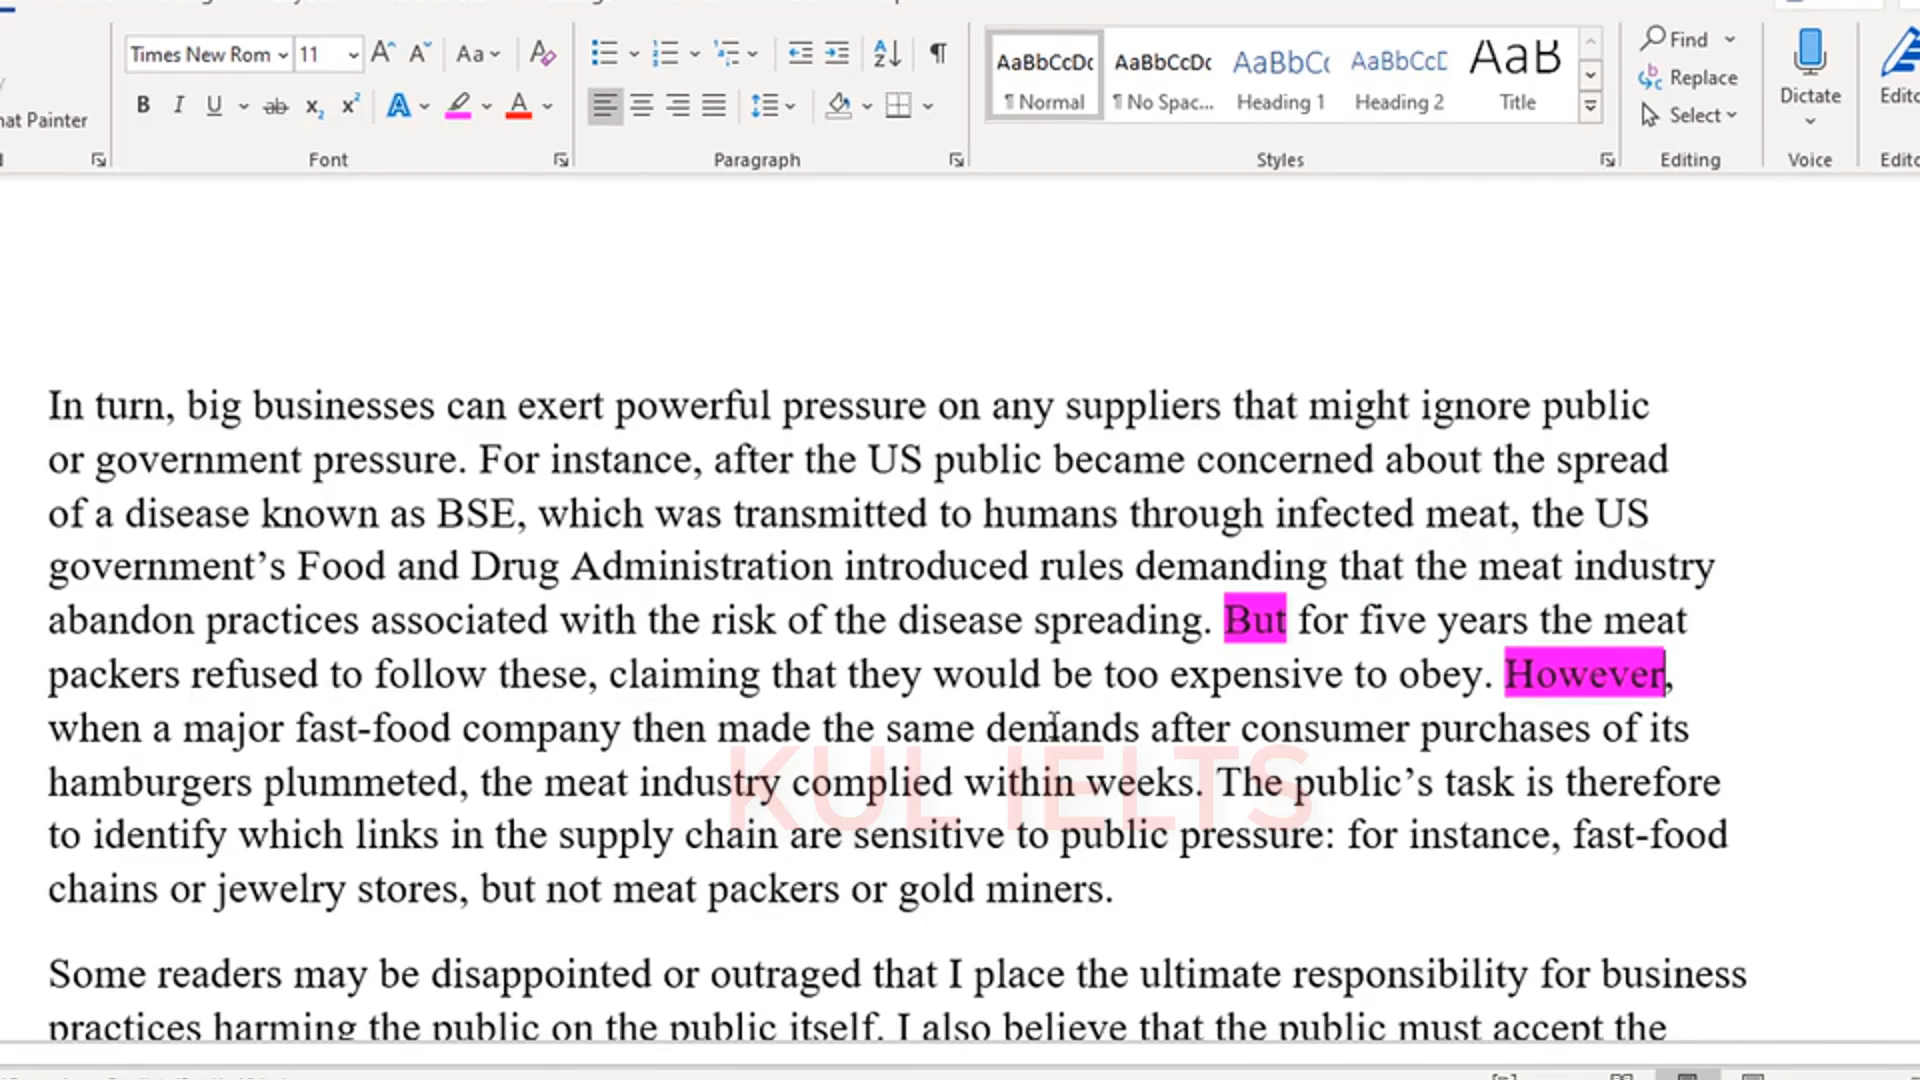 Times New Rom 11 Aa
AaBbCcDc AaBbCcDc AaBbCc AaBbCcD AaB
¶ Normal ¶ No Spac... Heading 1 Heading 2 Title
Find
Replace
Select
Dictate
Painter
Font Paragraph Styles Editing Voice
In turn, big businesses can exert powerful pressure on any suppliers that might ignore public
or government pressure. For instance, after the US public became concerned about the spread
of a disease known as BSE, which was transmitted to humans through infected meat, the US
government’s Food and Drug Administration introduced rules demanding that the meat industry
abandon practices associated with the risk of the disease spreading. But for five years the meat
packers refused to follow these, claiming that they would be too expensive to obey. However,
when a major fast-food company then made the same demands after consumer purchases of its
hamburgers plummeted, the meat industry complied within weeks. The public’s task is therefore
to identify which links in the supply chain are sensitive to public pressure: for instance, fast-food
chains or jewelry stores, but not meat packers or gold miners.
Some readers may be disappointed or outraged that I place the ultimate responsibility for business
practices harming the public on the public itself. I also believe that the public must accept the
KUL IELTS